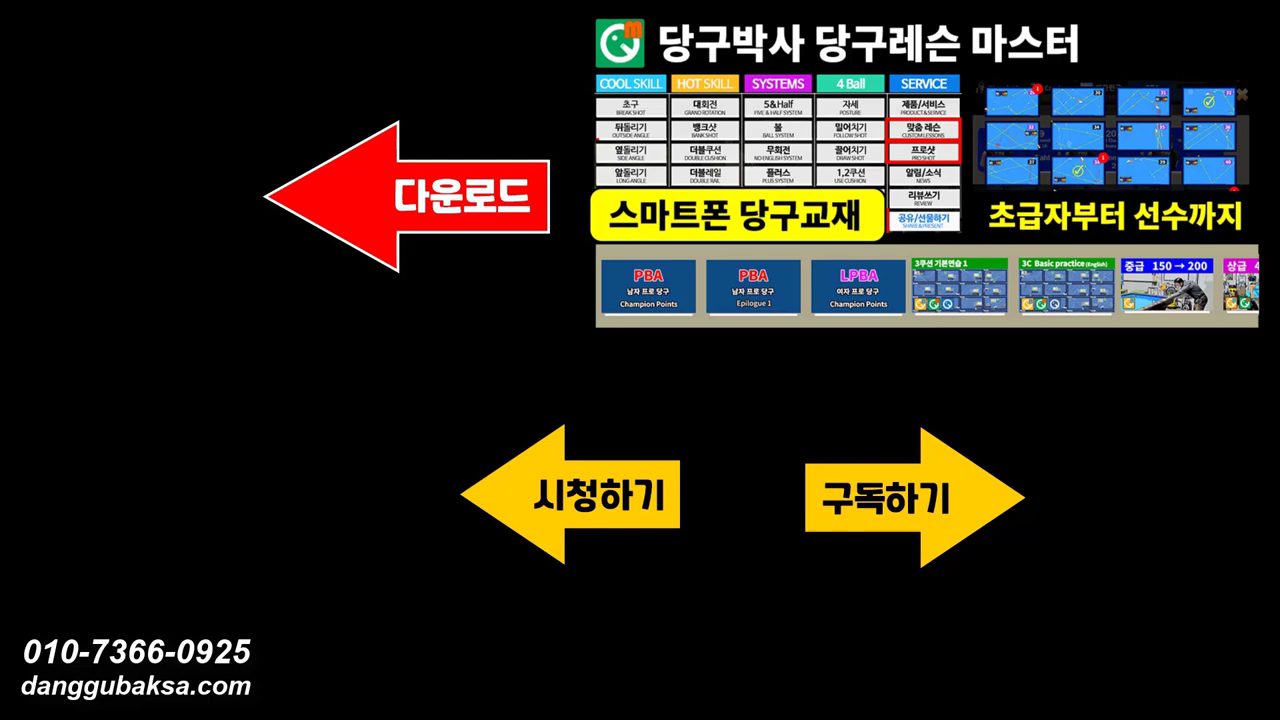 m
당구박사 당구레슨 마스터
COOL SKILL HOT SKILL SYSTEMS 4 Ball SERVICE
초구 대회전 5&Half 자세 제품/서비스
BREAK SHOT GRAND ROTATION FIVE & HALF SYSTEM POSTURE PRODUCT & SERVICE
뒤돌리기 뱅크샷 볼 밀어치기 맞춤 레슨
OUTSIDE ANGLE BANK SHOT BALL SYSTEM FOLLOW SHOT CUSTOM LESSONS
옆돌리기 더블쿠션 무회전 끌어치기 프로샷
SIDE ANGLE DOUBLE CUSHION NO ENGLISH SYSTEM DRAW SHOT PRO SHOT
앞돌리기 더블레일 플러스 1,2쿠션 알림/소식
LONG ANGLE DOUBLE RAIL PLUS SYSTEM USE CUSHION NEWS
리뷰쓰기
REVIEW
공유/선물하기
SHARE & PRESENT
다운로드
스마트폰 당구교재
초급자부터 선수까지
PBA PBA LPBA 3쿠션 기본연습 1 3C Basic practice (English) 중급 150 → 200 상급 4
남자 프로 당구 남자 프로 당구 여자 프로 당구
Champion Points Epilogue 1 Champion Points
시청하기 구독하기
010-7366-0925
danggubaksa.com